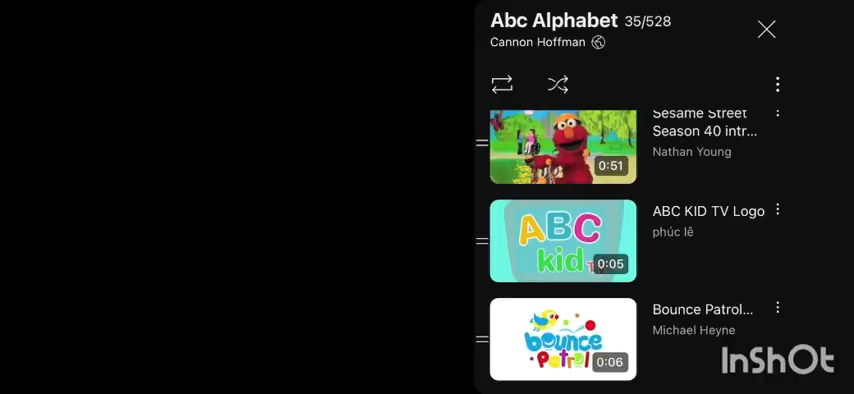 Abc Alphabet 35/528
Cannon Hoffman
Sesame Street
Season 40 intr...
Nathan Young
0:51
ABC KID TV Logo
phúc lê
ABC
kid
TV
0:05
Bounce Patrol...
Michael Heyne
bounce
Patrol
0:06
InShOt